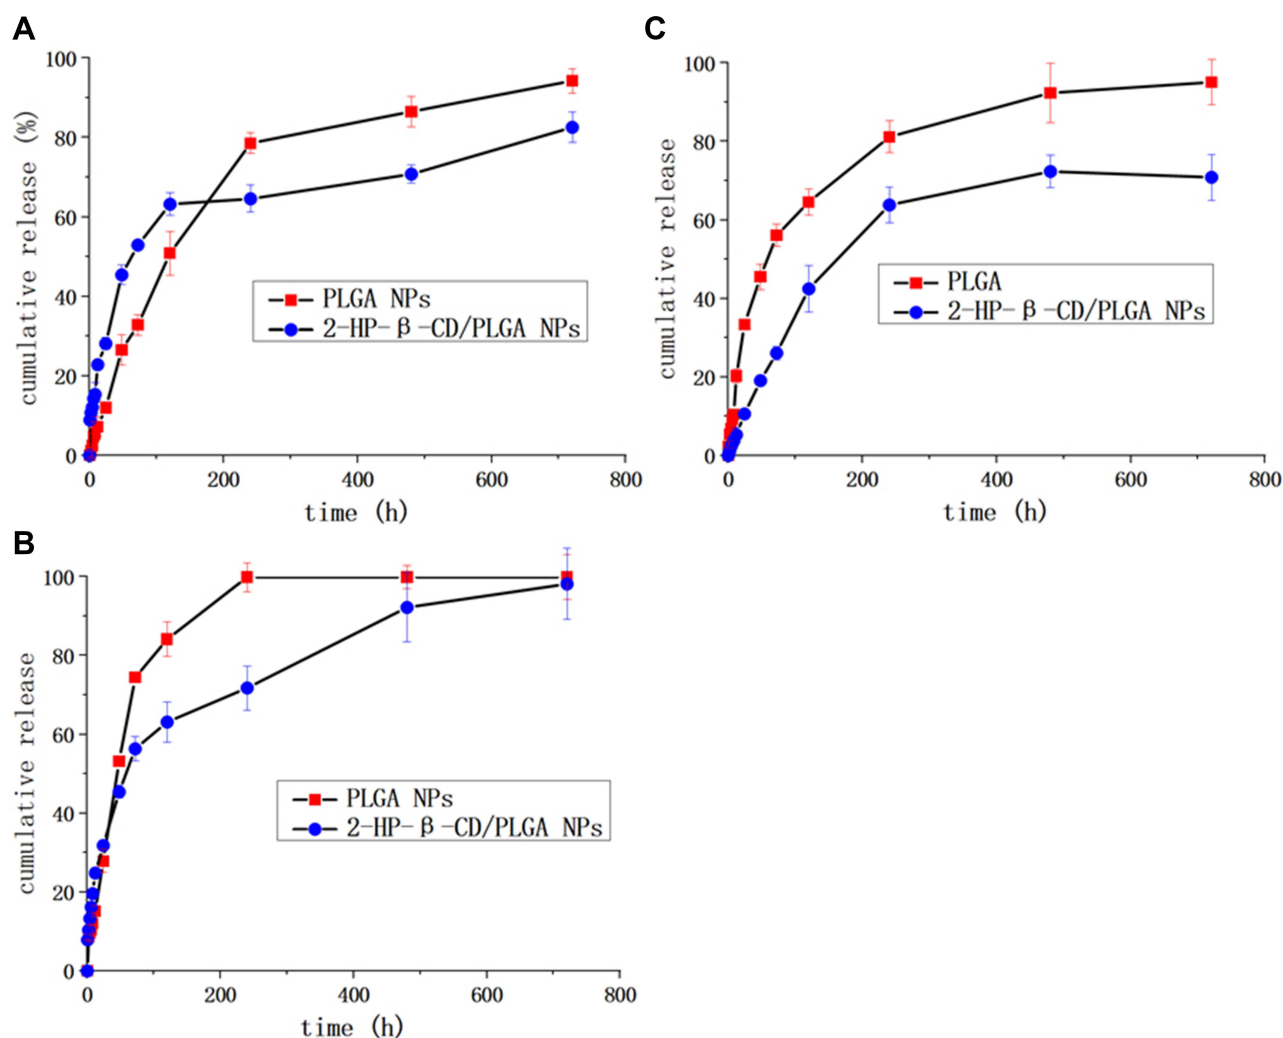 A
100
80
60
40
20
0
0 200 400 600 800
cumulative release (%)
time (h)
PLGA NPs
2-HP-β-CD/PLGA NPs
C
100
80
60
40
20
0
0 200 400 600 800
cumulative release
time (h)
PLGA
2-HP-β-CD/PLGA NPs
B
100
80
60
40
20
0
0 200 400 600 800
cumulative release
time (h)
PLGA NPs
2-HP-β-CD/PLGA NPs